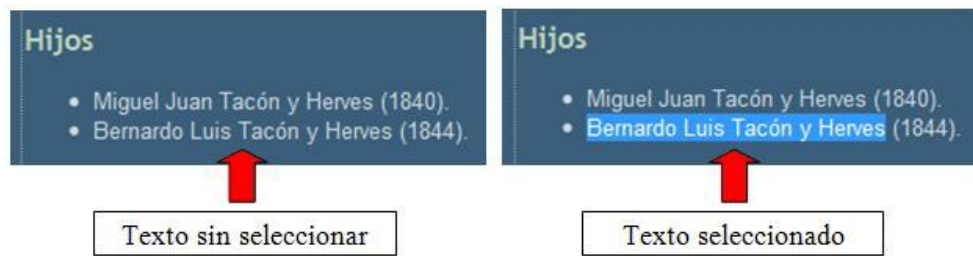 Hijos
• Miguel Juan Tacón y Herves (1840).
• Bernardo Luis Tacón y Herves (1844).
Texto sin seleccionar
Hijos
• Miguel Juan Tacón y Herves (1840).
• Bernardo Luis Tacón y Herves (1844).
Texto seleccionado